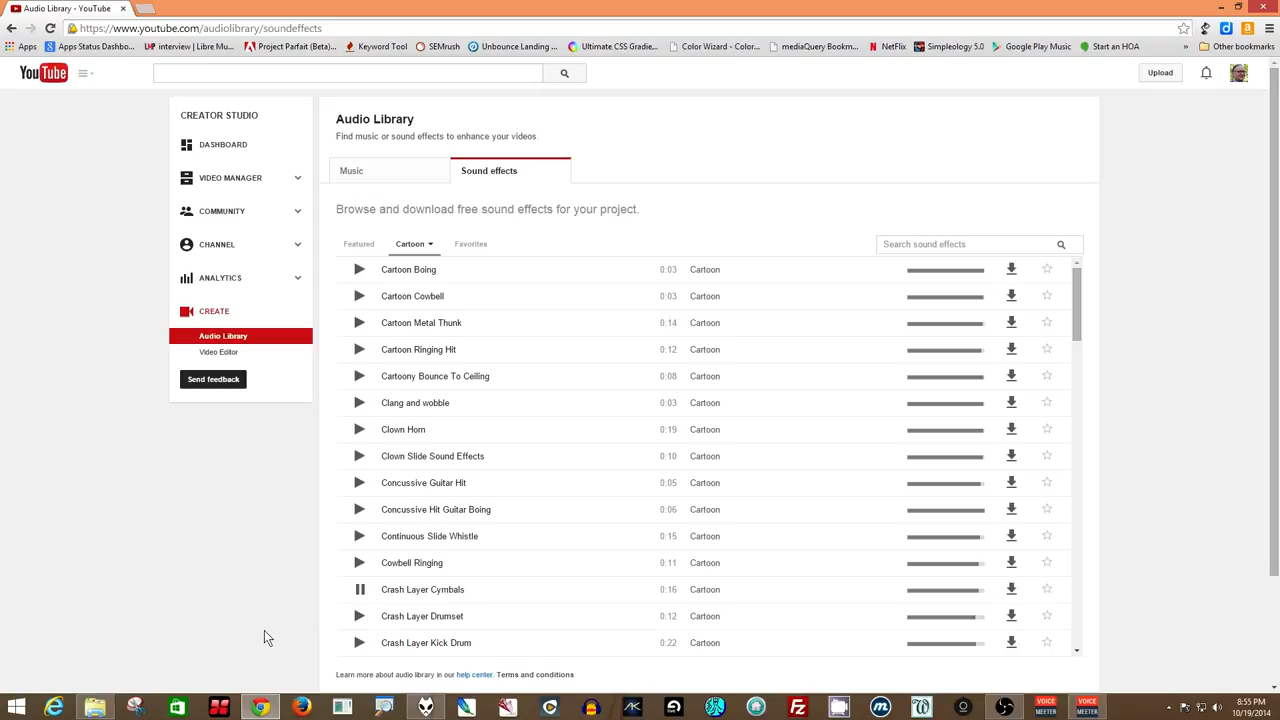 Audio Library - YouTube
https://www.youtube.com/audiolibrary/soundeffects
Apps Apps Status Dashbo... interview | Libre Mu... Project Parfait (Beta)... Keyword Tool SEMrush Unbounce Landing ... Ultimate CSS Gradie... Color Wizard - Color... mediaQuery Bookm... NetFlix Simpleology 5.0 Google Play Music Start an HOA » Other bookmarks
YouTube
Upload
CREATOR STUDIO
DASHBOARD
VIDEO MANAGER
COMMUNITY
CHANNEL
ANALYTICS
CREATE
Audio Library
Video Editor
Send feedback
Audio Library
Find music or sound effects to enhance your videos.
Music Sound effects
Browse and download free sound effects for your project.
Featured Cartoon Favorites Search sound effects
Cartoon Boing 0:03 Cartoon
Cartoon Cowbell 0:03 Cartoon
Cartoon Metal Thunk 0:14 Cartoon
Cartoon Ringing Hit 0:12 Cartoon
Cartoony Bounce To Ceiling 0:08 Cartoon
Clang and wobble 0:03 Cartoon
Clown Horn 0:19 Cartoon
Clown Slide Sound Effects 0:10 Cartoon
Concussive Guitar Hit 0:05 Cartoon
Concussive Hit Guitar Boing 0:06 Cartoon
Continuous Slide Whistle 0:15 Cartoon
Cowbell Ringing 0:11 Cartoon
Crash Layer Cymbals 0:16 Cartoon
Crash Layer Drumset 0:12 Cartoon
Crash Layer Kick Drum 0:22 Cartoon
Learn more about audio library in our help center. Terms and conditions
VOICE MEETER VOICE MEETER
8:55 PM
10/19/2014